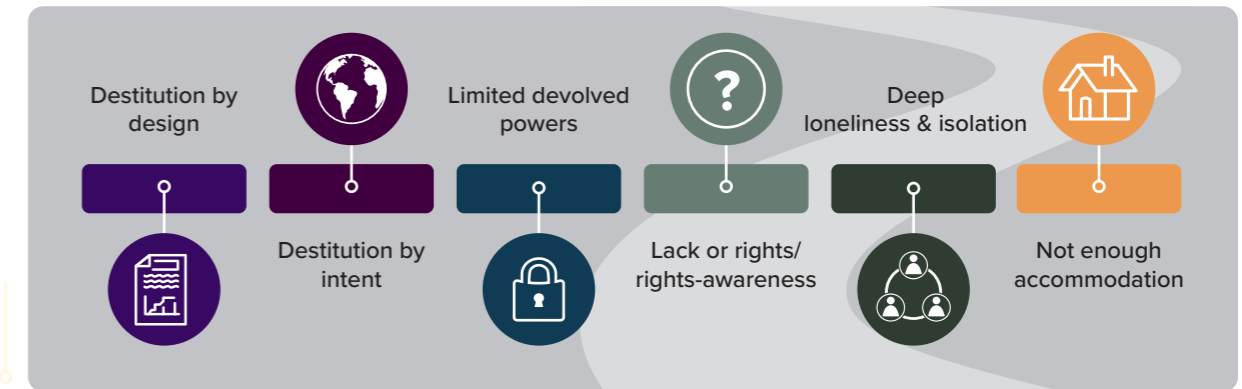 Destitution by
design
Destitution by
intent
Limited devolved
powers
?
Lack or rights/
rights-awareness
Deep
loneliness & isolation
Not enough
accommodation